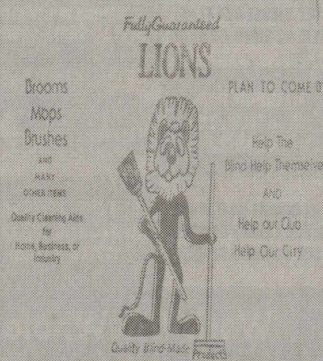 Fully Guaranteed
LIONS
Brooms
Mops
Brushes
AND
MANY
OTHER ITEMS
Quality Cleaning Aids
for
Home, Business, or
Industry
PLAN TO COME
Help The
Blind Help Themselve
AND
Help our Club
Help Our City
Quality Blind-Made Products